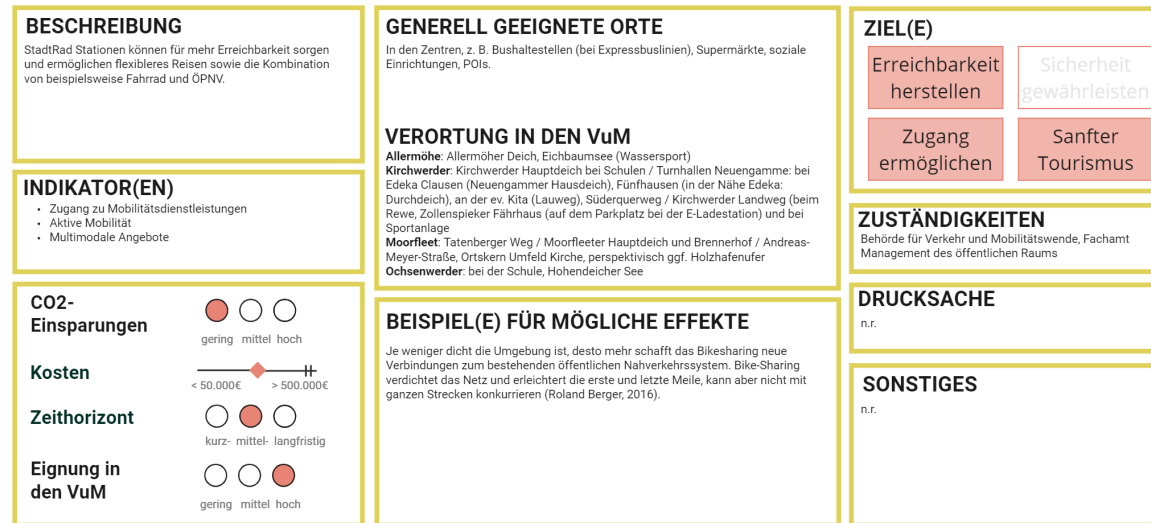 BESCHREIBUNG
StadtRad Stationen können für mehr Erreichbarkeit sorgen
und ermöglichen flexibleres Reisen sowie die Kombination
von beispielsweise Fahrrad und ÖPNV.
INDIKATOR(EN)
• Zugang zu Mobilitätsdienstleistungen
• Aktive Mobilität
• Multimodale Angebote
CO2-
Einsparungen
gering mittel hoch
Kosten
< 50.000€ > 500.000€
Zeithorizont
kurz- mittel- langfristig
Eignung in
den VuM
gering mittel hoch
GENERELL GEEIGNETE ORTE
In den Zentren, z. B. Bushaltestellen (bei Expressbuslinien), Supermärkte, soziale
Einrichtungen, POIs.
VERORTUNG IN DEN VuM
Allermöhe: Allermöher Deich, Eichbaumsee (Wassersport)
Kirchwerder: Kirchwerder Hauptdeich bei Schulen / Turnhallen Neuengamme: bei
Edeka Clausen (Neuengammer Hausdeich), Fünfhausen (in der Nähe Edeka:
Durchdeich), an der ev. Kita (Lauweg), Süderquerweg / Kirchwerder Landweg (beim
Rewe, Zollenspieker Fährhaus (auf dem Parkplatz bei der E-Ladestation) und bei
Sportanlage
Moorfleet: Tatenberger Weg / Moorfleeter Hauptdeich und Brennerhof / Andreas-
Meyer-Straße, Ortskern Umfeld Kirche, perspektivisch ggf. Holzhafenufer
Ochsenwerder: bei der Schule, Hohendeicher See
BEISPIEL(E) FÜR MÖGLICHE EFFEKTE
Je weniger dicht die Umgebung ist, desto mehr schafft das Bikesharing neue
Verbindungen zum bestehenden öffentlichen Nahverkehrssystem. Bike-Sharing
verdichtet das Netz und erleichtert die erste und letzte Meile, kann aber nicht mit
ganzen Strecken konkurrieren (Roland Berger, 2016).
ZIEL(E)
Erreichbarkeit
herstellen
Sicherheit
gewährleisten
Zugang
ermöglichen
Sanfter
Tourismus
ZUSTÄNDIGKEITEN
Behörde für Verkehr und Mobilitätswende, Fachamt
Management des öffentlichen Raums
DRUCKSACHE
n.r.
SONSTIGES
n.r.